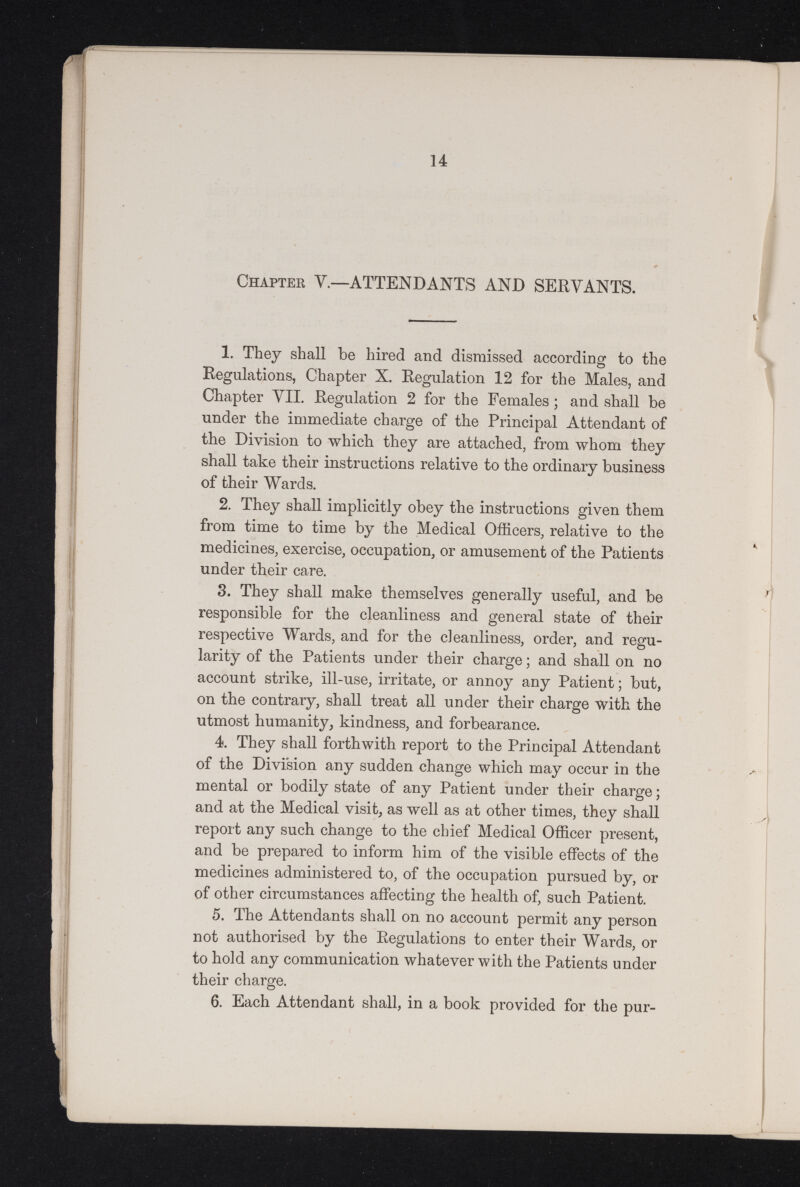 14
CHAPTER V.—ATTENDANTS AND SERVANTS.
1. They shall be hired and dismissed according to the
Regulations, Chapter X. Regulation 12 for the Males, and
Chapter VII. Regulation 2 for the Females; and shall be
under the immediate charge of the Principal Attendant of
the Division to which they are attached, from whom they
shall take their instructions relative to the ordinary business
of their Wards.
2. They shall implicitly obey the instructions given them
from time to time by the Medical Officers, relative to the
medicines, exercise, occupation, or amusement of the Patients
under their care.
3. They shall make themselves generally useful, and be
responsible for the cleanliness and general state of their
respective Wards, and for the cleanliness, order, and regu-
larity of the Patients under their charge; and shall on no
account strike, ill-use, irritate, or annoy any Patient; but,
on the contrary, shall treat all under their charge with the
utmost humanity, kindness, and forbearance.
4. They shall forthwith report to the Principal Attendant
of the Division any sudden change which may occur in the
mental or bodily state of any Patient under their charge;
and at the Medical visit, as well as at other times, they shall
report any such change to the chief Medical Officer present,
and be prepared to inform him of the visible effects of the
medicines administered to, of the occupation pursued by, or
of other circumstances affecting the health of, such Patient.
5. The Attendants shall on no account permit any person
not authorised by the Regulations to enter their Wards, or
to hold any communication whatever with the Patients under
their charge.
6. Each Attendant shall, in a book provided for the pur-